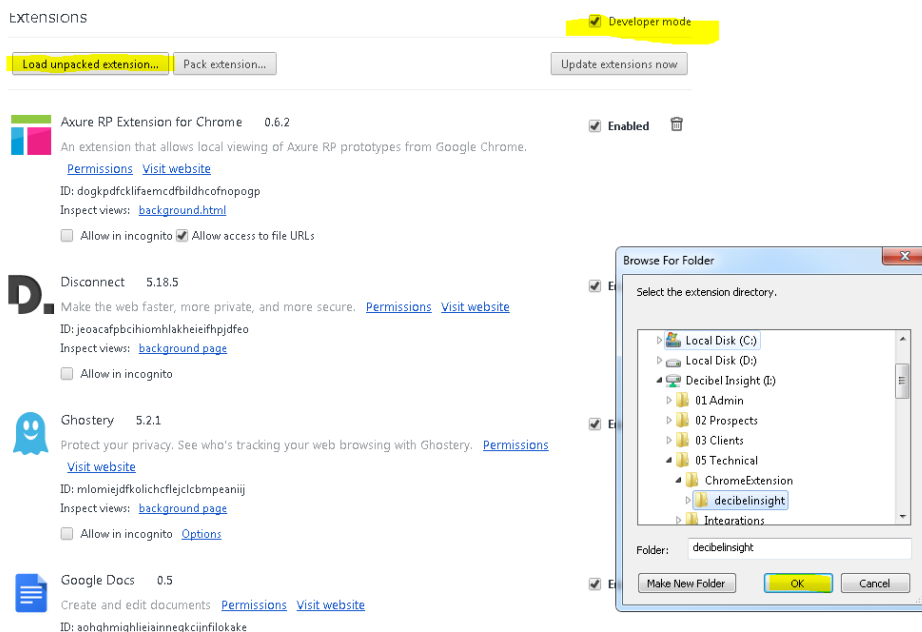 Extensions
Developer mode
Load unpacked extension...
Pack extension...
Update extensions now
Axure RP Extension for Chrome 0.6.2
Enabled
An extension that allows local viewing of Axure RP prototypes from Google Chrome.
Permissions Visit website
ID: dogkpdfcklifaemcdfbildhcofnopogp
Inspect views: background.html
Allow in incognito Allow access to file URLs
Disconnect 5.18.5
Make the web faster, more private, and more secure. Permissions Visit website
ID: jeoacafpbcihiomhlakheieifhpjdfeo
Inspect views: background page
Allow in incognito
Ghostery 5.2.1
Protect your privacy. See who's tracking your web browsing with Ghostery. Permissions
Visit website
ID: mlomiejdfkolichcflejclcbmpeaniij
Inspect views: background page
Allow in incognito Options
Google Docs 0.5
Create and edit documents Permissions Visit website
ID: aohghmighlieiainnegkcijnfilokake
Browse For Folder
Select the extension directory.
Local Disk (C:)
Local Disk (D:)
Decibel Insight (I:)
01 Admin
02 Prospects
03 Clients
05 Technical
ChromeExtension
decibelinsight
Integrations
Folder: decibelinsight
Make New Folder
OK
Cancel